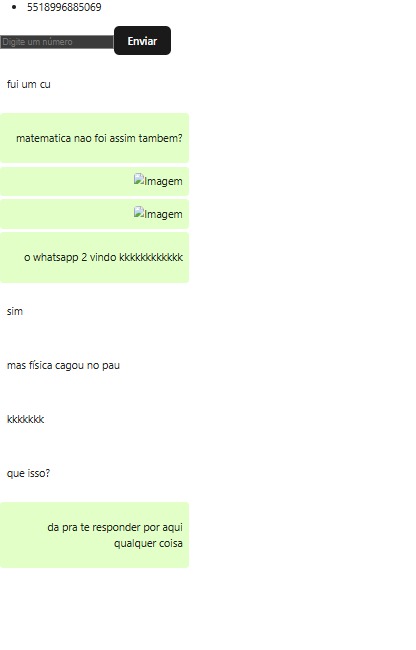 5518996885069
Digite um número
Enviar
fui um cu
matematica nao foi assim tambem?
Imagem
Imagem
o whatsapp 2 vindo kkkkkkkkkkkk
sim
mas física cagou no pau
kkkkkkk
que isso?
da pra te responder por aqui
qualquer coisa